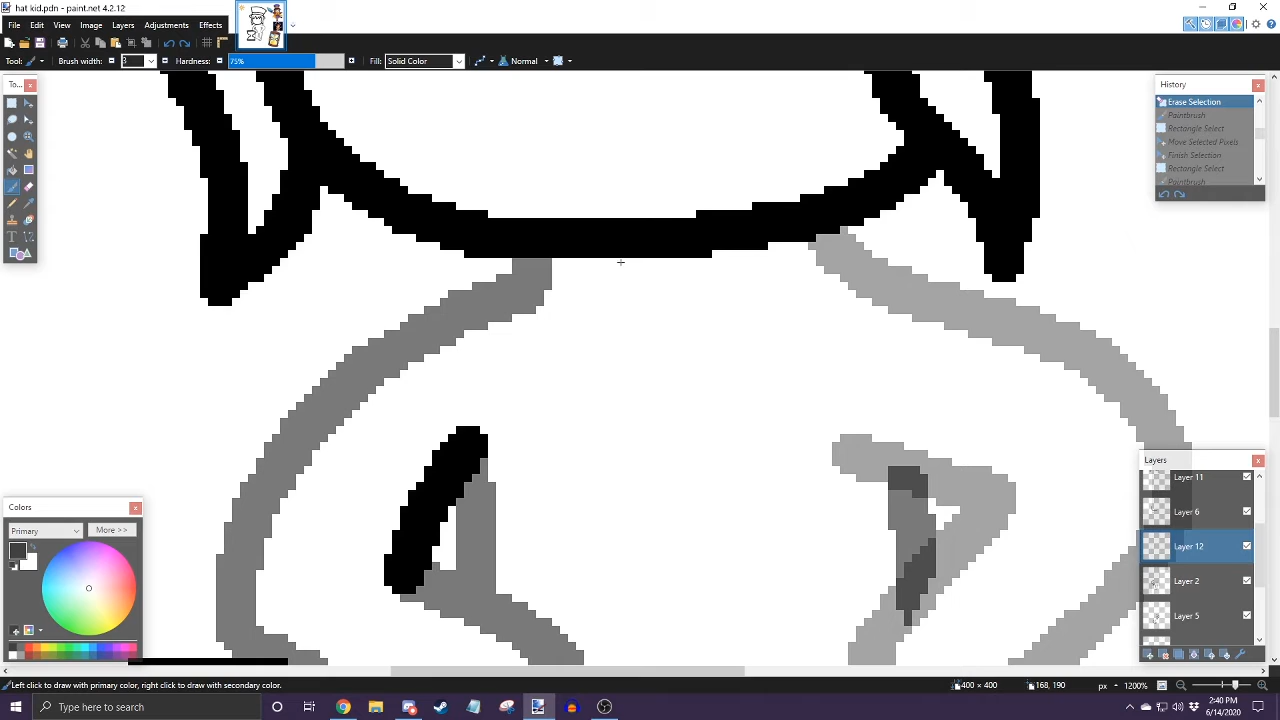 hat kid.pdn - paint.net 4.2.12
File Edit View Image Layers Adjustments Effects
Tool: Brush width: 3 Hardness: 75% Fill: Solid Color Normal
To...
History
Erase Selection
Paintbrush
Rectangle Select
Move Selected Pixels
Finish Selection
Rectangle Select
Paintbrush
Layers
Layer 11
Layer 6
Layer 12
Layer 2
Layer 5
Colors
Primary More >>
Left click to draw with primary color, right click to draw with secondary color. 400 × 400 168, 190 px 1200%
Type here to search
2:40 PM
6/14/2020